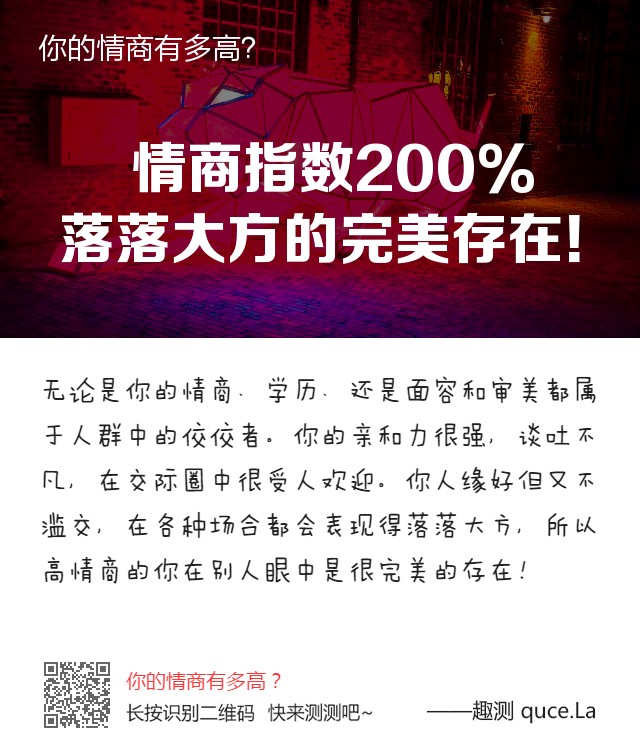 你的情商有多高?
情商指数200%
落落大方的完美存在!
无论是你的情商、学历、还是面容和审美都属
于人群中的佼佼者。你的亲和力很强，谈吐不
凡，在交际圈中很受人欢迎。你人缘好但又不
滥交，在各种场合都会表现得落落大方，所以
高情商的你在别人眼中是很完美的存在！
你的情商有多高？
长按识别二维码 快来测测吧~
——趣测 quce.La